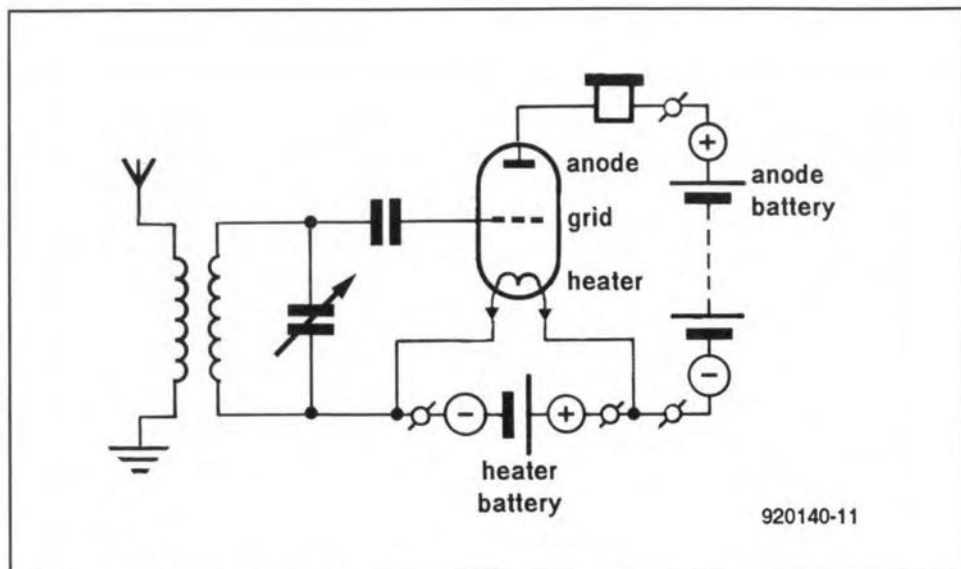 anode
grid
heater
+
anode
battery
−
− +
heater
battery
920140-11